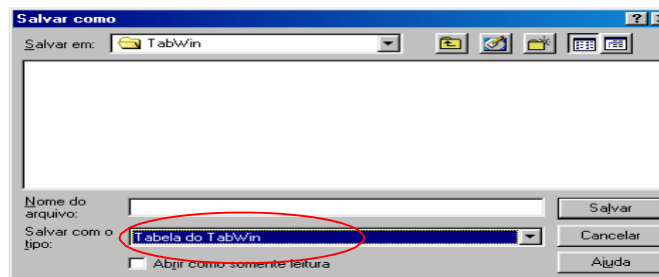 Salvar como
Salvar em: TabWin
Nome do
arquivo:
Salvar
Salvar com o
tipo:
Tabela do TabWin
Cancelar
Abrir como somente leitura
Ajuda